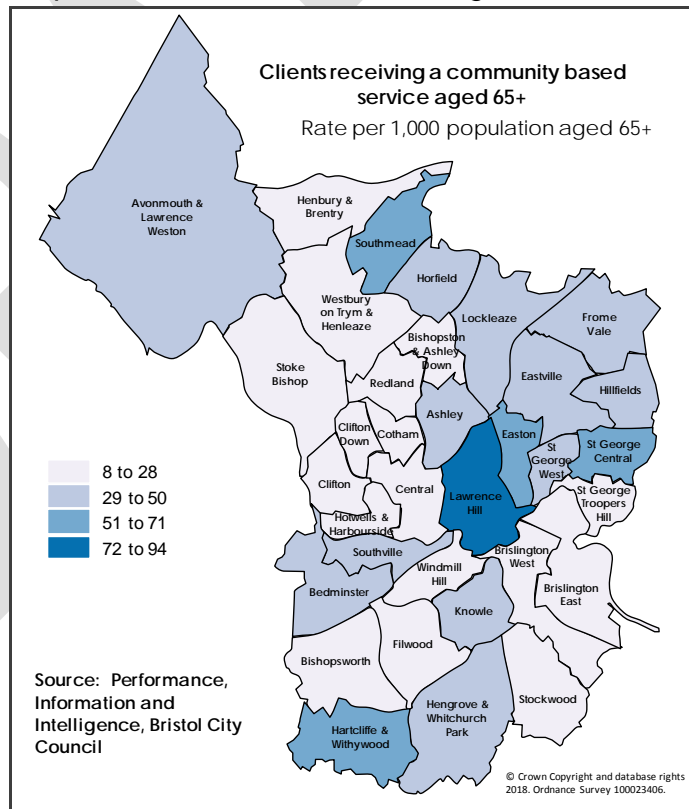 Clients receiving a community based
service aged 65+
Rate per 1,000 population aged 65+
Avonmouth &
Lawrence
Weston
Henbury &
Brentry
Southmead
Horfield
Lockleaze
Frome
Vale
Westbury
on Trym &
Henleaze
Bishopston
& Ashley
Down
Stoke
Bishop
Redland
Eastville
Hillfields
Ashley
Clifton
Down
Cotham
Easton
St
George
West
St George
Central
Clifton
Central
Lawrence
Hill
St George
Troopers
Hill
Hotwells &
Harbourside
Southville
Windmill
Hill
Brislington
West
Brislington
East
Bedminster
Knowle
Filwood
Bishopsworth
Stockwood
Hengrove &
Whitchurch
Park
Hartcliffe &
Withywood
8 to 28
29 to 50
51 to 71
72 to 94
Source: Performance,
Information and
Intelligence, Bristol City
Council
© Crown Copyright and database rights
2018. Ordnance Survey 100023406.